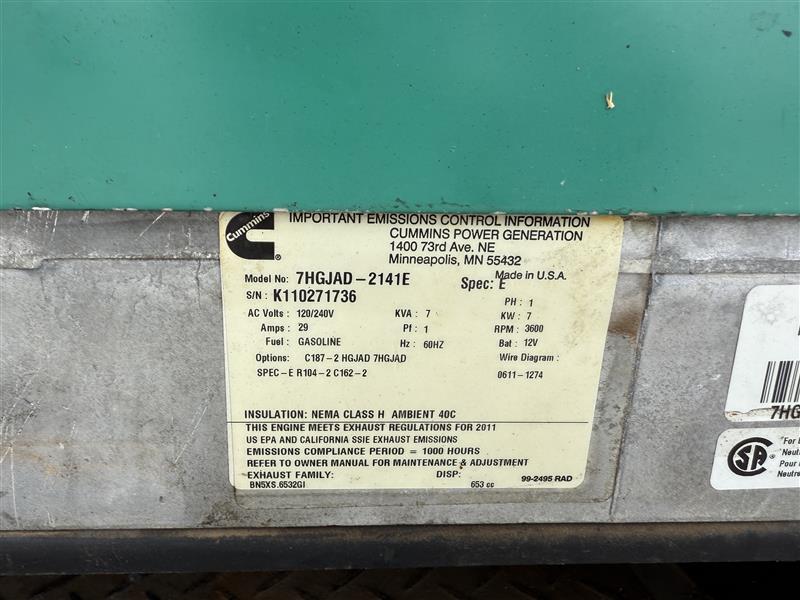 Cummins
IMPORTANT EMISSIONS CONTROL INFORMATION
CUMMINS POWER GENERATION
1400 73rd Ave. NE
Minneapolis, MN 55432
Made in U.S.A.
Model No: 7HGJAD-2141E Spec: E
S/N: K110271736 PH: 1
AC Volts: 120/240V KVA: 7 KW: 7
Amps: 29 Pf: 1 RPM: 3600
Fuel: GASOLINE Hz: 60HZ Bat: 12V
Options: C187-2 HGJAD 7HGJAD Wire Diagram:
SPEC-E R104-2 C162-2 0611-1274
INSULATION: NEMA CLASS H AMBIENT 40C
THIS ENGINE MEETS EXHAUST REGULATIONS FOR 2011
US EPA AND CALIFORNIA SSIE EXHAUST EMISSIONS
EMISSIONS COMPLIANCE PERIOD = 1000 HOURS
REFER TO OWNER MANUAL FOR MAINTENANCE & ADJUSTMENT
EXHAUST FAMILY: DISP: 99-2495 RAD
BN5XS.6532GI 653 cc
7HG
For
Neut
Pour
Neutre